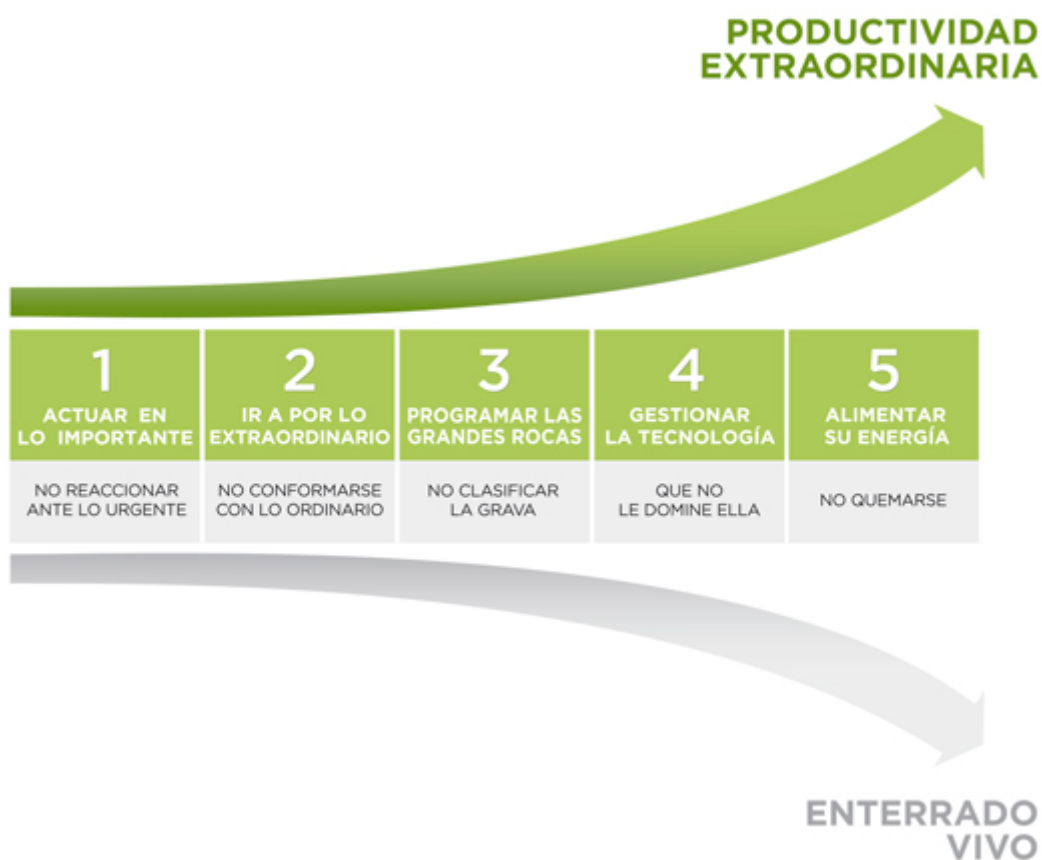 PRODUCTIVIDAD
EXTRAORDINARIA
1
ACTUAR EN
LO IMPORTANTE
2
IR A POR LO
EXTRAORDINARIO
3
PROGRAMAR LAS
GRANDES ROCAS
4
GESTIONAR
LA TECNOLOGÍA
5
ALIMENTAR
SU ENERGÍA
NO REACCIONAR
ANTE LO URGENTE
NO CONFORMARSE
CON LO ORDINARIO
NO CLASIFICAR
LA GRAVA
QUE NO
LE DOMINE ELLA
NO QUEMARSE
ENTERRADO
VIVO